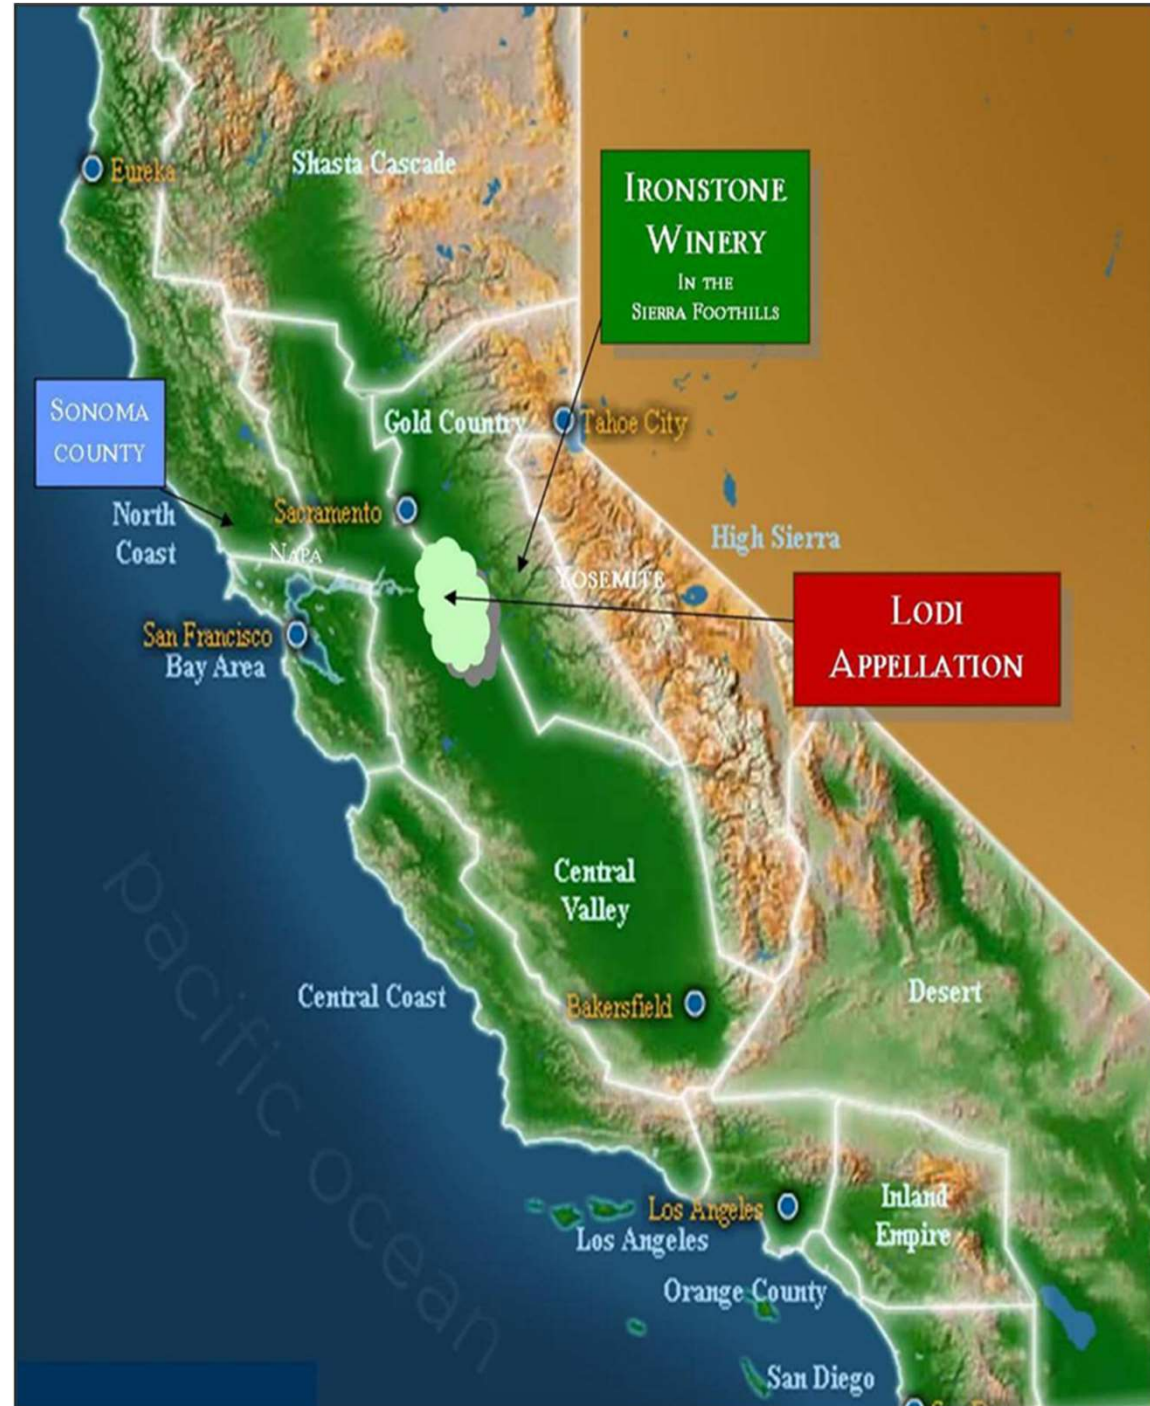 Eureka
Shasta Cascade
IRONSTONE
WINERY
IN THE
SIERRA FOOTHILLS
SONOMA
COUNTY
Gold Country
Tahoe City
North
Coast
Sacramento
High Sierra
NAPA
YOSEMITE
LODI
APPELLATION
San Francisco
Bay Area
Central
Valley
pacific ocean
Central Coast
Bakersfield
Desert
Los Angeles
Los Angeles
Inland
Empire
Orange County
San Diego